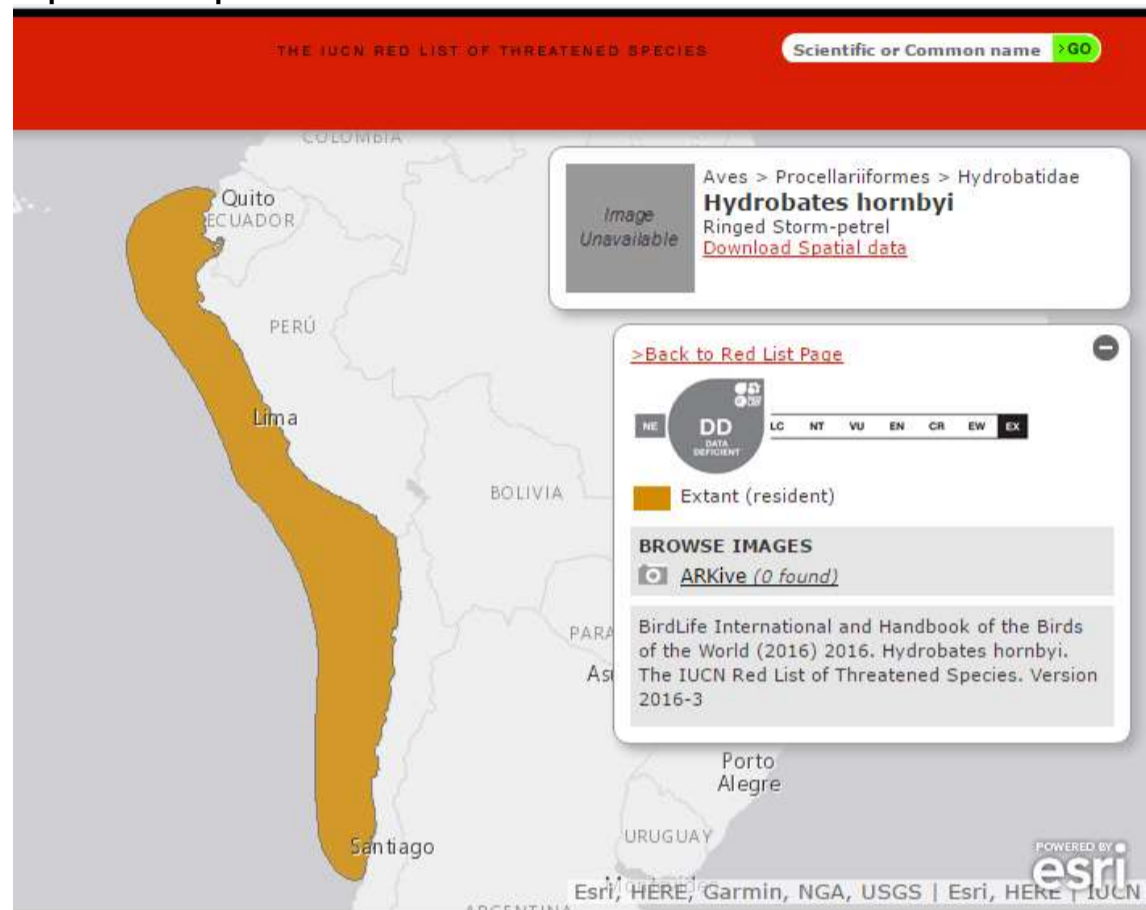 THE IUCN RED LIST OF THREATENED SPECIES
Scientific or Common name >GO
COLOMBIA
Quito
ECUADOR
PERÚ
Lima
BOLIVIA
PARA
Santiago
Porto
Alegre
URUGUAY
ARGENTINA
Image
Unavailable
Aves > Procellariiformes > Hydrobatidae
Hydrobates hornbyi
Ringed Storm-petrel
Download Spatial data
>Back to Red List Page
NE DD LC NT VU EN CR EW EX
DATA
DEFICIENT
Extant (resident)
BROWSE IMAGES
ARKive (0 found)
BirdLife International and Handbook of the Birds
of the World (2016) 2016. Hydrobates hornbyi.
The IUCN Red List of Threatened Species. Version
2016-3
POWERED BY
esri
Esri, HERE, Garmin, NGA, USGS | Esri, HERE | IUCN